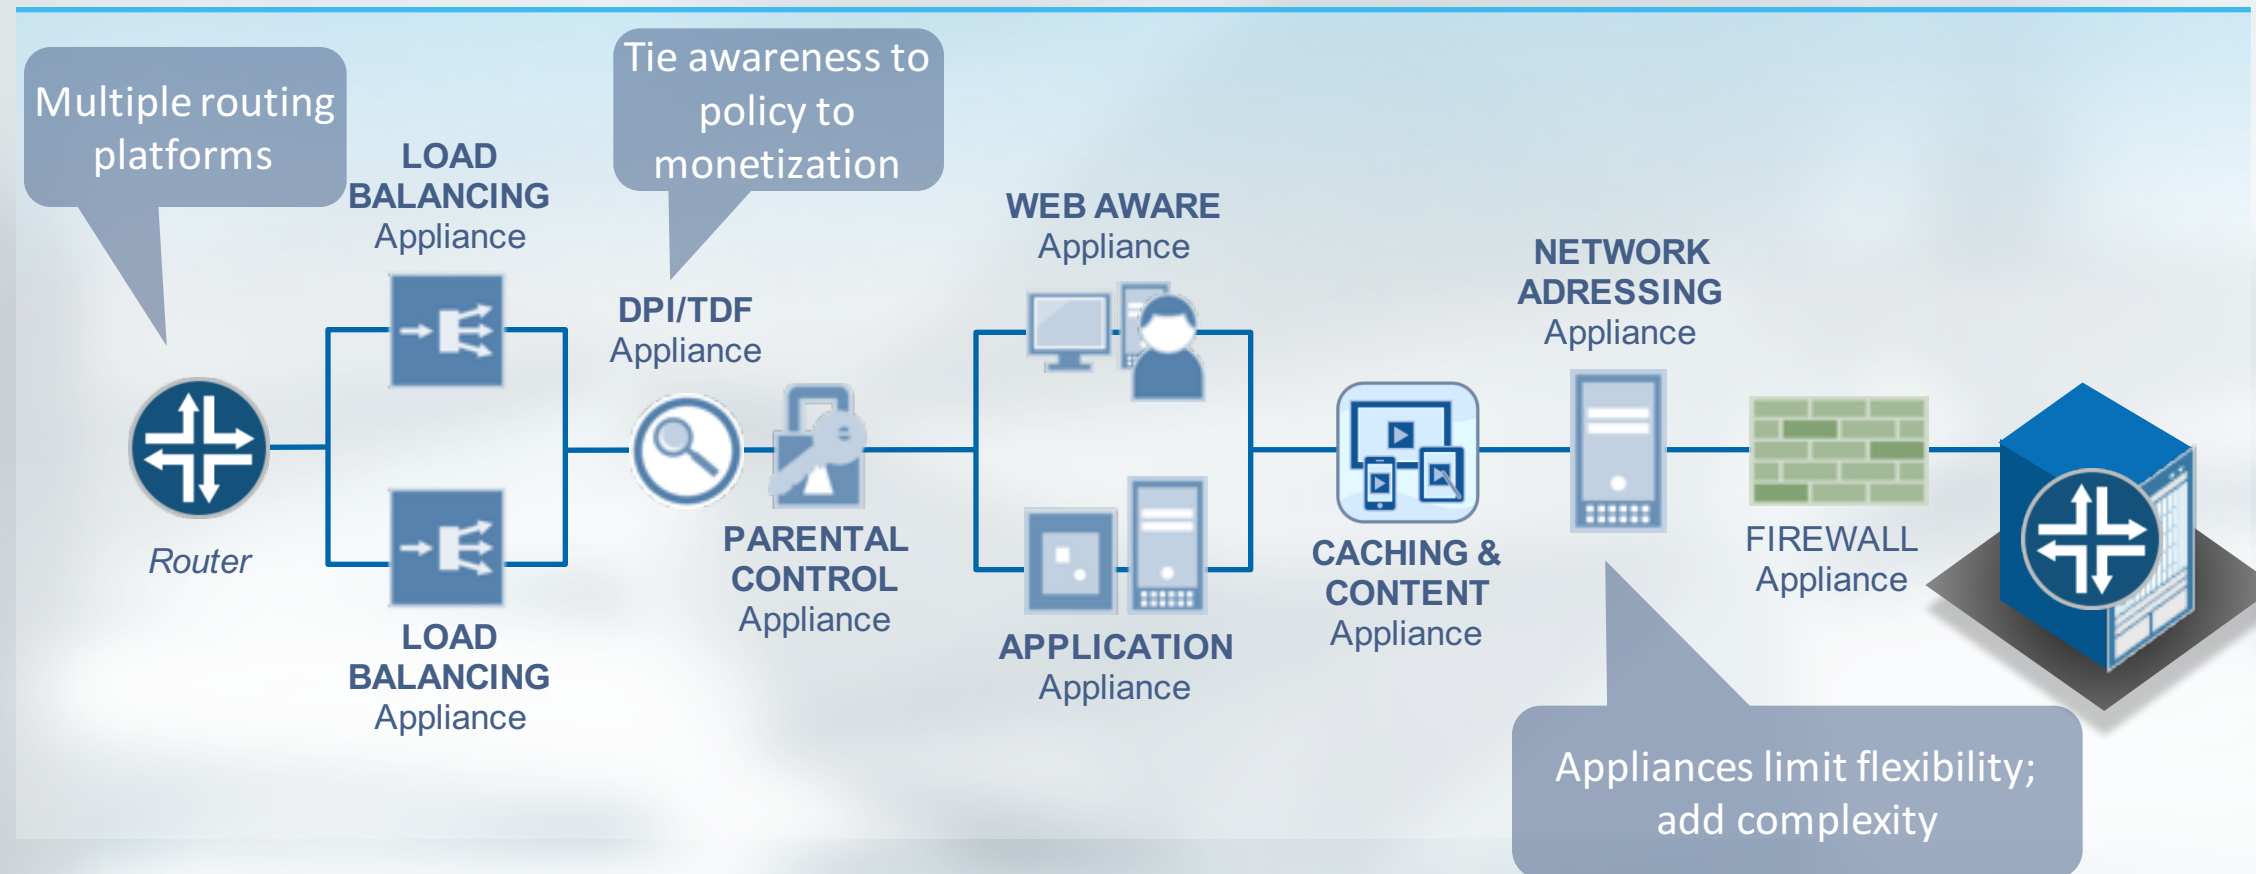 Multiple routing
platforms
Tie awareness to
policy to
monetization
LOAD
BALANCING
Appliance
DPI/TDF
Appliance
WEB AWARE
Appliance
NETWORK
ADRESSING
Appliance
Router
LOAD
BALANCING
Appliance
PARENTAL
CONTROL
Appliance
APPLICATION
Appliance
CACHING &
CONTENT
Appliance
FIREWALL
Appliance
Appliances limit flexibility;
add complexity